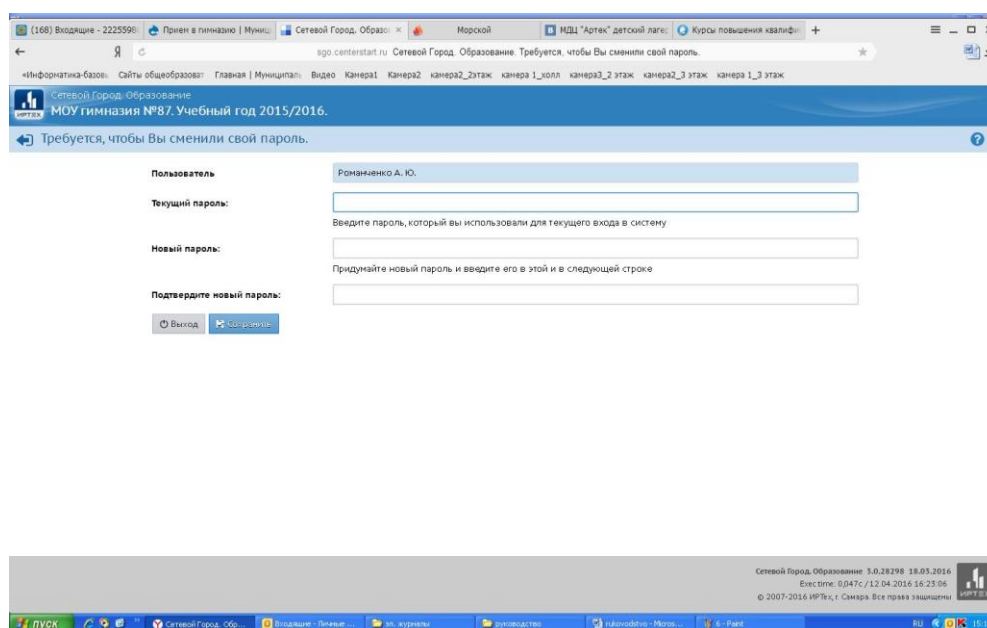 (168) Входящие - 2225598 Прием в гимназию | Муниц Сетевой Город. Образо × Морской МДЦ "Артек" детский лагес Курсы повышения квалифи +
← Я sgo.centerstart.ru Сетевой Город. Образование. Требуется, чтобы Вы сменили свой пароль.
«Информатика-базов Сайты общеобразоват Главная | Муниципал Видео Камера1 Камера2 камера2_2этаж камера 1_холл камера3_2 этаж камера2_3 этаж камера 1_3 этаж
Сетевой Город. Образование
МОУ гимназия №87. Учебный год 2015/2016.
ИРТЕХ
Требуется, чтобы Вы сменили свой пароль. ?
Пользователь Романченко А. Ю.
Текущий пароль:
Введите пароль, который вы использовали для текущего входа в систему
Новый пароль:
Придумайте новый пароль и введите его в этой и в следующей строке
Подтвердите новый пароль:
Выход Сохранить
Сетевой Город. Образование 3.0.28298 18.03.2016
Exec time: 0,047с / 12.04.2016 16:23:06
© 2007-2016 ИРТех, г. Самара. Все права защищены
ИРТЕХ
пуск Сетевой Город. Обр... Входящие - Личные ... эл. журналы руководство rukovodstvo - Micros... 6 - Paint RU